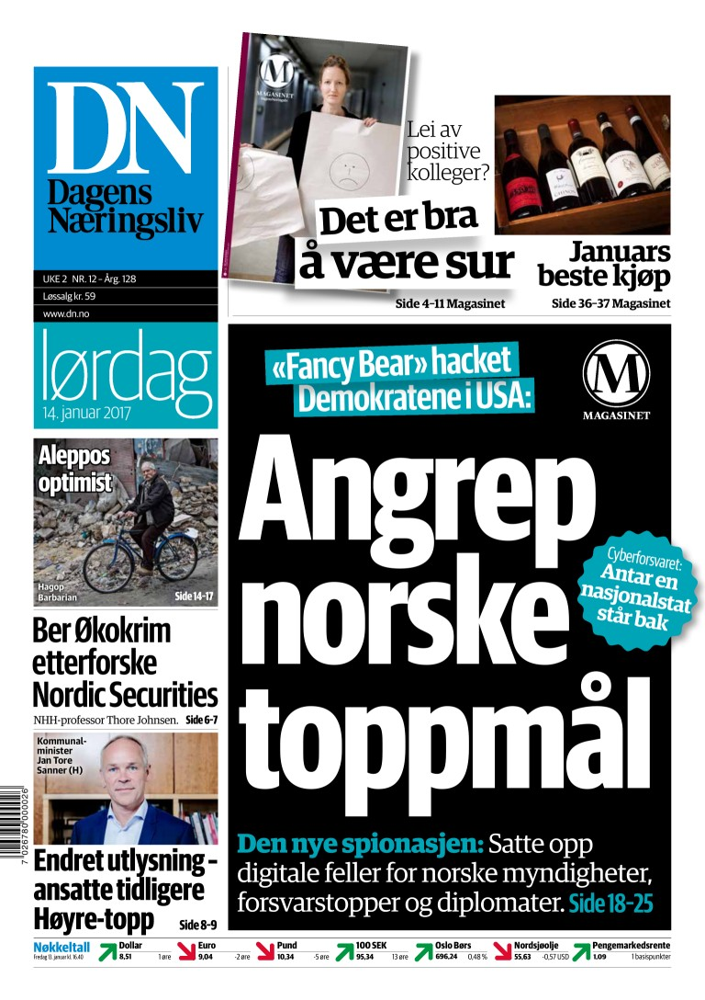 DN
Dagens
Næringsliv
UKE 2 NR. 12 – Årg. 128
Løssalg kr. 59
www.dn.no
lørdag
14. januar 2017
M
MAGASINET
Lei av
positive
kolleger?
Det er bra
å være sur
Side 4–11 Magasinet
Januars
beste kjøp
Side 36–37 Magasinet
Aleppos
optimist
Hagop
Barbarian
Side 14-17
Ber Økokrim
etterforske
Nordic Securities
NHH-professor Thore Johnsen. Side 6-7
Kommunal-
minister
Jan Tore
Sanner (H)
Endret utlysning –
ansatte tidligere
Høyre-topp Side 8-9
7 026780 000026
«Fancy Bear» hacket
Demokratene i USA:
M
MAGASINET
Angrep
norske
toppmål
Cyberforsvaret:
Antar en
nasjonalstat
står bak
Den nye spionasjen: Satte opp
digitale feller for norske myndigheter,
forsvarstopper og diplomater. Side 18–25
Nøkkeltall
Fredag 13. januar kl. 16.40
Dollar
8,51 1 øre
Euro
9,04 -2 øre
Pund
10,34 -5 øre
100 SEK
95,34 13 øre
Oslo Børs
696,24 0,48 %
Nordsjøolje
55,63 -0,57 USD
Pengemarkedsrente
1.09 1 basispunkter